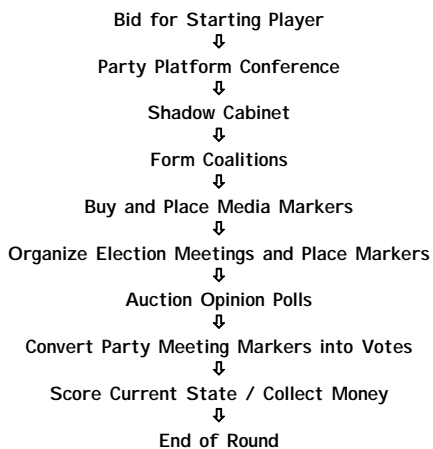 Bid for Starting Player
⇩
Party Platform Conference
⇩
Shadow Cabinet
⇩
Form Coalitions
⇩
Buy and Place Media Markers
⇩
Organize Election Meetings and Place Markers
⇩
Auction Opinion Polls
⇩
Convert Party Meeting Markers into Votes
⇩
Score Current State / Collect Money
⇩
End of Round